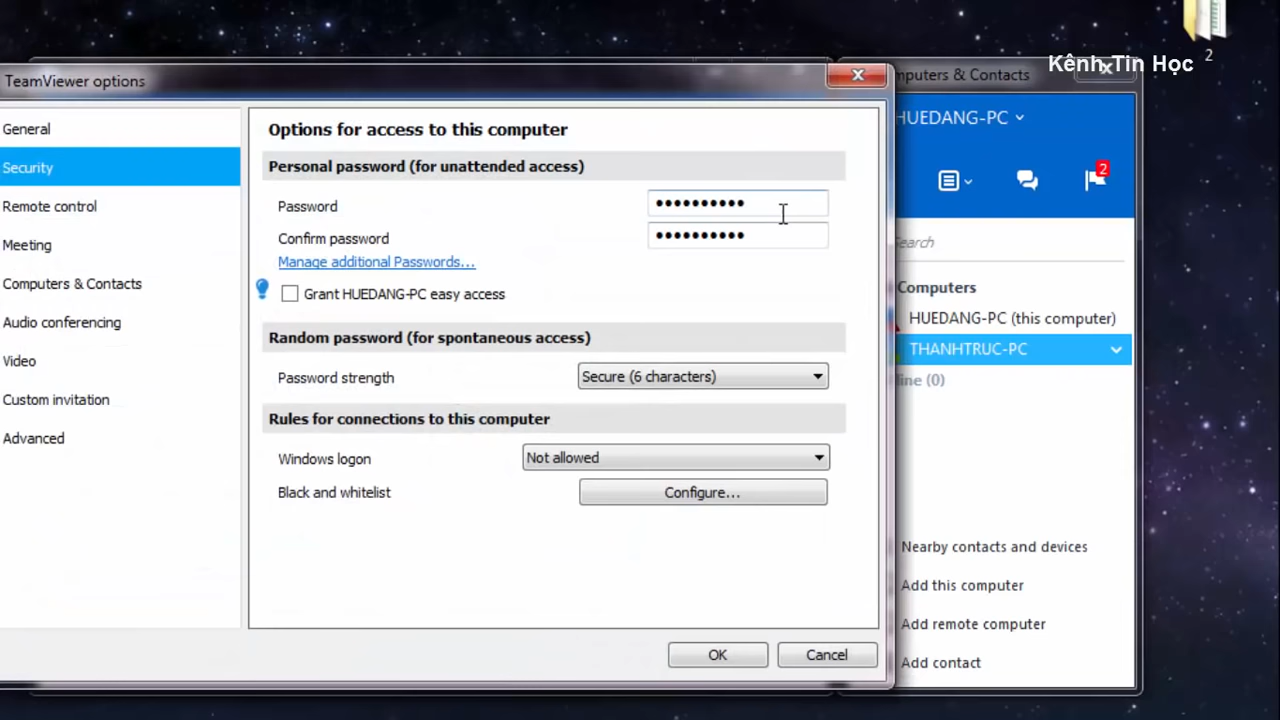 Kênh Tin Học
2
TeamViewer options
mputers & Contacts
General
Security
Remote control
Meeting
Computers & Contacts
Audio conferencing
Video
Custom invitation
Advanced
Options for access to this computer
Personal password (for unattended access)
Password
Confirm password
Manage additional Passwords...
Grant HUEDANG-PC easy access
Random password (for spontaneous access)
Password strength
Secure (6 characters)
Rules for connections to this computer
Windows logon
Not allowed
Black and whitelist
Configure...
OK
Cancel
HUEDANG-PC
2
Search
Computers
HUEDANG-PC (this computer)
THANHTRUC-PC
line (0)
Nearby contacts and devices
Add this computer
Add remote computer
Add contact